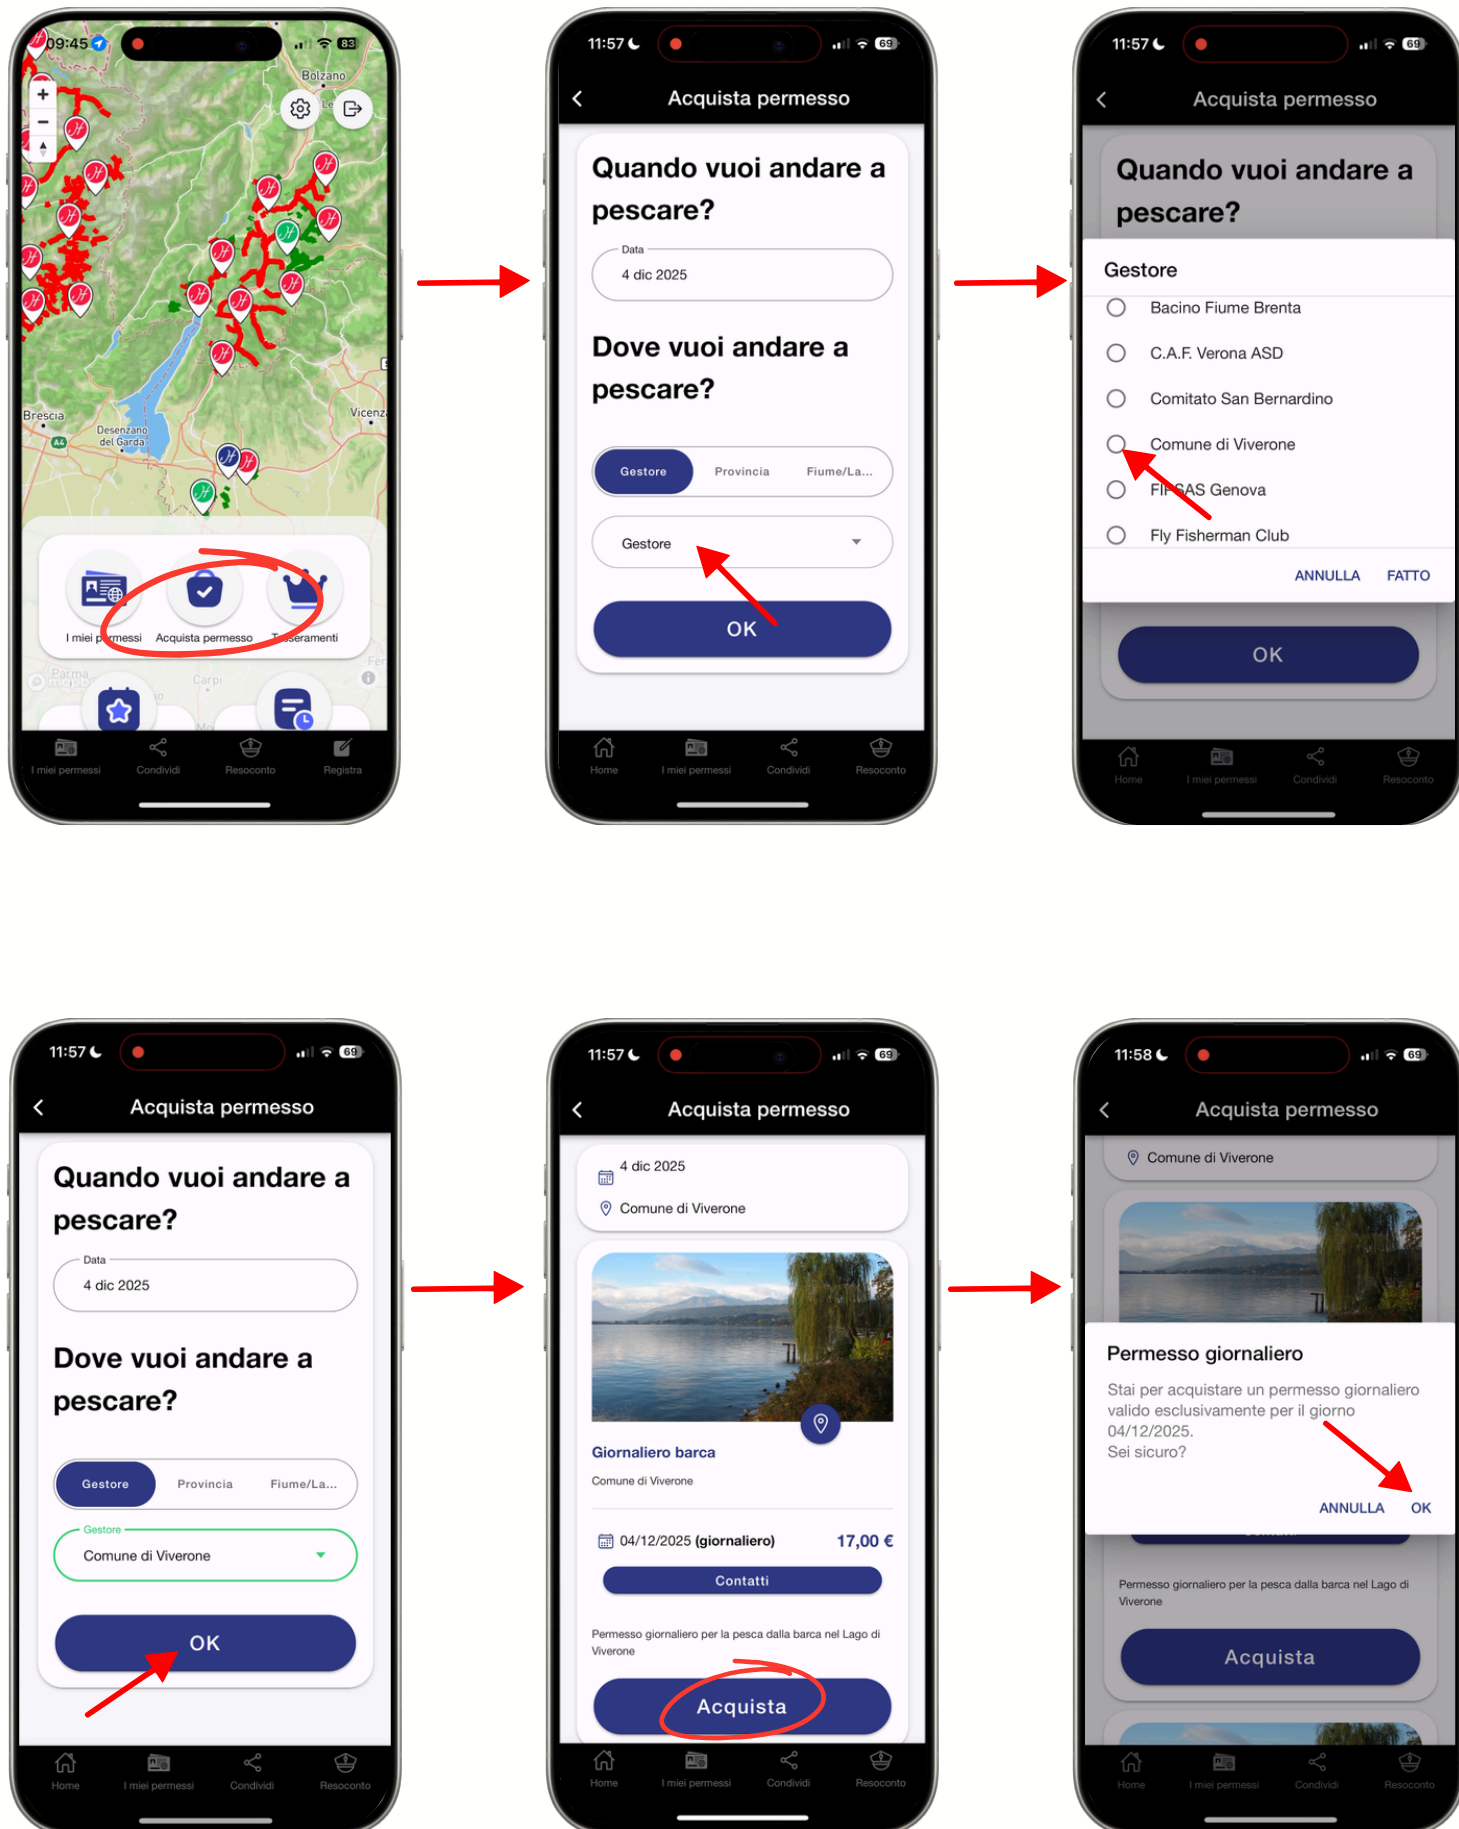 09:45
83
Bolzano
Brescia
A4
Desenzano
del Garda
Vicenza
I miei permessi
Acquista permesso
Tesseramenti
Parma
Carpi
I miei permessi
Condividi
Resoconto
Registra
11:57
69
Acquista permesso
Quando vuoi andare a
pescare?
Data
4 dic 2025
Dove vuoi andare a
pescare?
Gestore
Provincia
Fiume/La...
Gestore
OK
Home
I miei permessi
Condividi
Resoconto
11:57
69
Acquista permesso
Quando vuoi andare a
pescare?
Gestore
Bacino Fiume Brenta
C.A.F. Verona ASD
Comitato San Bernardino
Comune di Viverone
FIPSAS Genova
Fly Fisherman Club
ANNULLA
FATTO
OK
Home
I miei permessi
Condividi
Resoconto
11:57
69
Acquista permesso
Quando vuoi andare a
pescare?
Data
4 dic 2025
Dove vuoi andare a
pescare?
Gestore
Provincia
Fiume/La...
Gestore
Comune di Viverone
OK
Home
I miei permessi
Condividi
Resoconto
11:57
69
Acquista permesso
4 dic 2025
Comune di Viverone
Giornaliero barca
Comune di Viverone
04/12/2025 (giornaliero)
17,00 €
Contatti
Permesso giornaliero per la pesca dalla barca nel Lago di
Viverone
Acquista
Home
I miei permessi
Condividi
Resoconto
11:58
69
Acquista permesso
Comune di Viverone
Permesso giornaliero
Stai per acquistare un permesso giornaliero
valido esclusivamente per il giorno
04/12/2025.
Sei sicuro?
ANNULLA
OK
Permesso giornaliero per la pesca dalla barca nel Lago di
Viverone
Acquista
Home
I miei permessi
Condividi
Resoconto